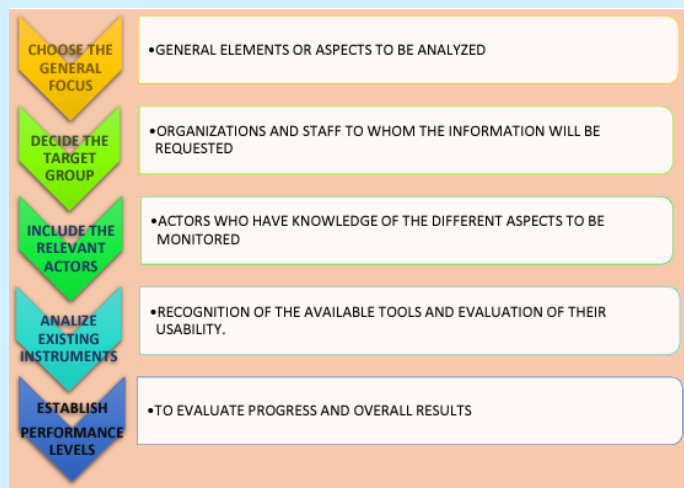 CHOOSE THE
GENERAL
FOCUS
•GENERAL ELEMENTS OR ASPECTS TO BE ANALYZED
DECIDE THE
TARGET
GROUP
•ORGANIZATIONS AND STAFF TO WHOM THE INFORMATION WILL BE
REQUESTED
INCLUDE THE
RELEVANT
ACTORS
•ACTORS WHO HAVE KNOWLEDGE OF THE DIFFERENT ASPECTS TO BE
MONITORED
ANALIZE
EXISTING
INSTRUMENTS
•RECOGNITION OF THE AVAILABLE TOOLS AND EVALUATION OF THEIR
USABILITY.
ESTABLISH
PERFORMANCE
LEVELS
•TO EVALUATE PROGRESS AND OVERALL RESULTS